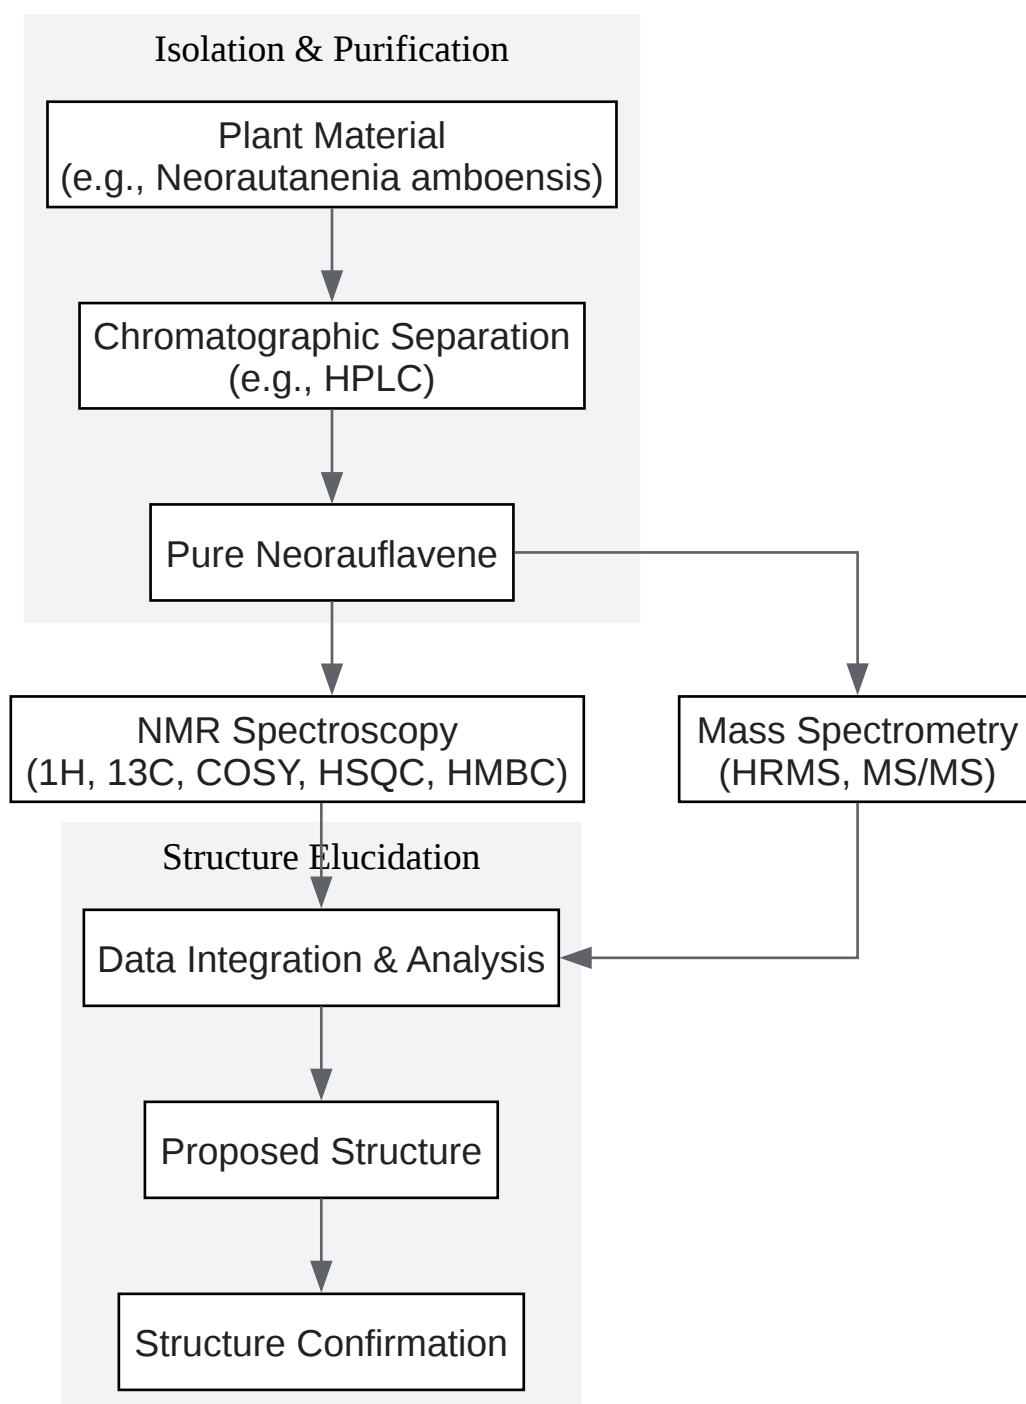 Isolation & Purification
Plant Material
(e.g., Neorautanenia amboensis)
Chromatographic Separation
(e.g., HPLC)
Pure Neorauflavene
NMR Spectroscopy
(1H, 13C, COSY, HSQC, HMBC)
Mass Spectrometry
(HRMS, MS/MS)
Structure Elucidation
Data Integration & Analysis
Proposed Structure
Structure Confirmation